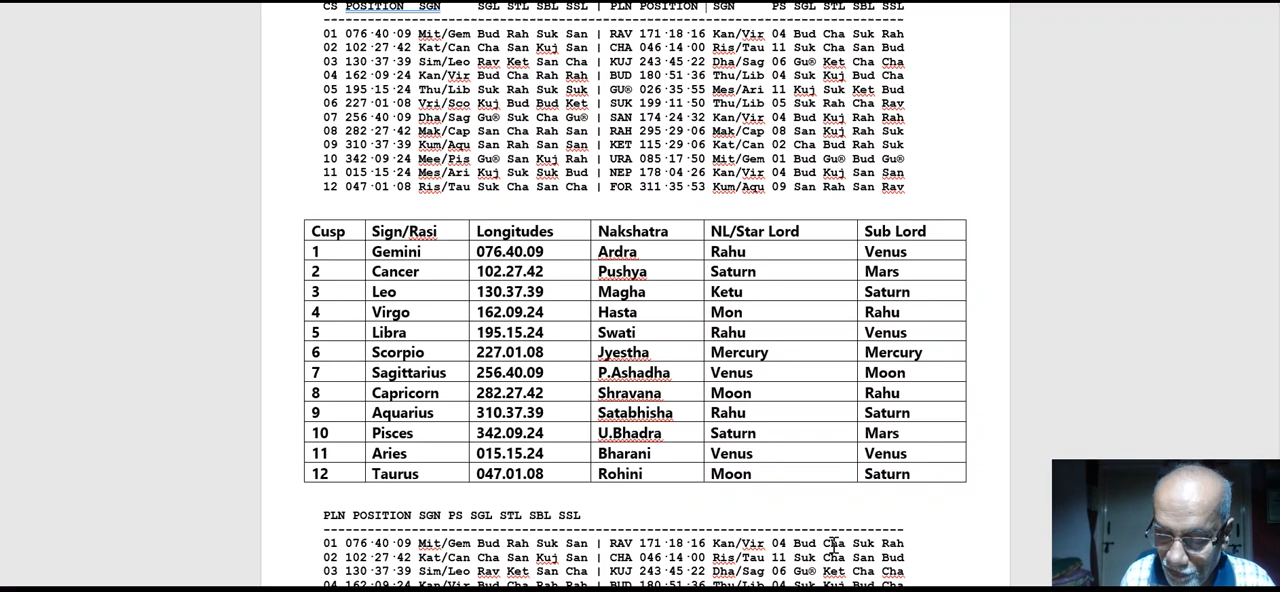 CS POSITION SGN SGL STL SBL SSL | PLN POSITION SGN PS SGL STL SBL SSL
--------------------------------------------------------------------------------
01 076·40·09 Mit/Gem Bud Rah Suk San | RAV 171·18·16 Kan/Vir 04 Bud Cha Suk Rah
02 102·27·42 Kat/Can Cha San Kuj San | CHA 046·14·00 Ris/Tau 11 Suk Cha San Bud
03 130·37·39 Sim/Leo Rav Ket San Cha | KUJ 243·45·22 Dha/Sag 06 Gu® Ket Cha Cha
04 162·09·24 Kan/Vir Bud Cha Rah Rah | BUD 180·51·36 Thu/Lib 04 Suk Kuj Bud Cha
05 195·15·24 Thu/Lib Suk Rah Suk Suk | GU® 026·35·55 Mes/Ari 11 Kuj Suk Ket Bud
06 227·01·08 Vri/Sco Kuj Bud Bud Ket | SUK 199·11·50 Thu/Lib 05 Suk Rah Cha Rav
07 256·40·09 Dha/Sag Gu® Suk Cha Gu® | SAN 174·24·32 Kan/Vir 04 Bud Kuj Rah Rah
08 282·27·42 Mak/Cap San Cha Rah San | RAH 295·29·06 Mak/Cap 08 San Kuj Rah Suk
09 310·37·39 Kum/Aqu San Rah San San | KET 115·29·06 Kat/Can 02 Cha Bud Rah Suk
10 342·09·24 Mee/Pis Gu® San Kuj Rah | URA 085·17·50 Mit/Gem 01 Bud Gu® Bud Gu®
11 015·15·24 Mes/Ari Kuj Suk Suk Bud | NEP 178·04·26 Kan/Vir 04 Bud Kuj San San
12 047·01·08 Ris/Tau Suk Cha San Cha | FOR 311·35·53 Kum/Aqu 09 San Rah San Rav
Cusp Sign/Rasi Longitudes Nakshatra NL/Star Lord Sub Lord
1 Gemini 076.40.09 Ardra Rahu Venus
2 Cancer 102.27.42 Pushya Saturn Mars
3 Leo 130.37.39 Magha Ketu Saturn
4 Virgo 162.09.24 Hasta Mon Rahu
5 Libra 195.15.24 Swati Rahu Venus
6 Scorpio 227.01.08 Jyestha Mercury Mercury
7 Sagittarius 256.40.09 P.Ashadha Venus Moon
8 Capricorn 282.27.42 Shravana Moon Rahu
9 Aquarius 310.37.39 Satabhisha Rahu Saturn
10 Pisces 342.09.24 U.Bhadra Saturn Mars
11 Aries 015.15.24 Bharani Venus Venus
12 Taurus 047.01.08 Rohini Moon Saturn
PLN POSITION SGN PS SGL STL SBL SSL
--------------------------------------------------------------------------------
01 076·40·09 Mit/Gem Bud Rah Suk San | RAV 171·18·16 Kan/Vir 04 Bud Cha Suk Rah
02 102·27·42 Kat/Can Cha San Kuj San | CHA 046·14·00 Ris/Tau 11 Suk Cha San Bud
03 130·37·39 Sim/Leo Rav Ket San Cha | KUJ 243·45·22 Dha/Sag 06 Gu® Ket Cha Cha
04 162·09·24 Kan/Vir Bud Cha Rah Rah | BUD 180·51·36 Thu/Lib 04 Suk Kuj Bud Cha